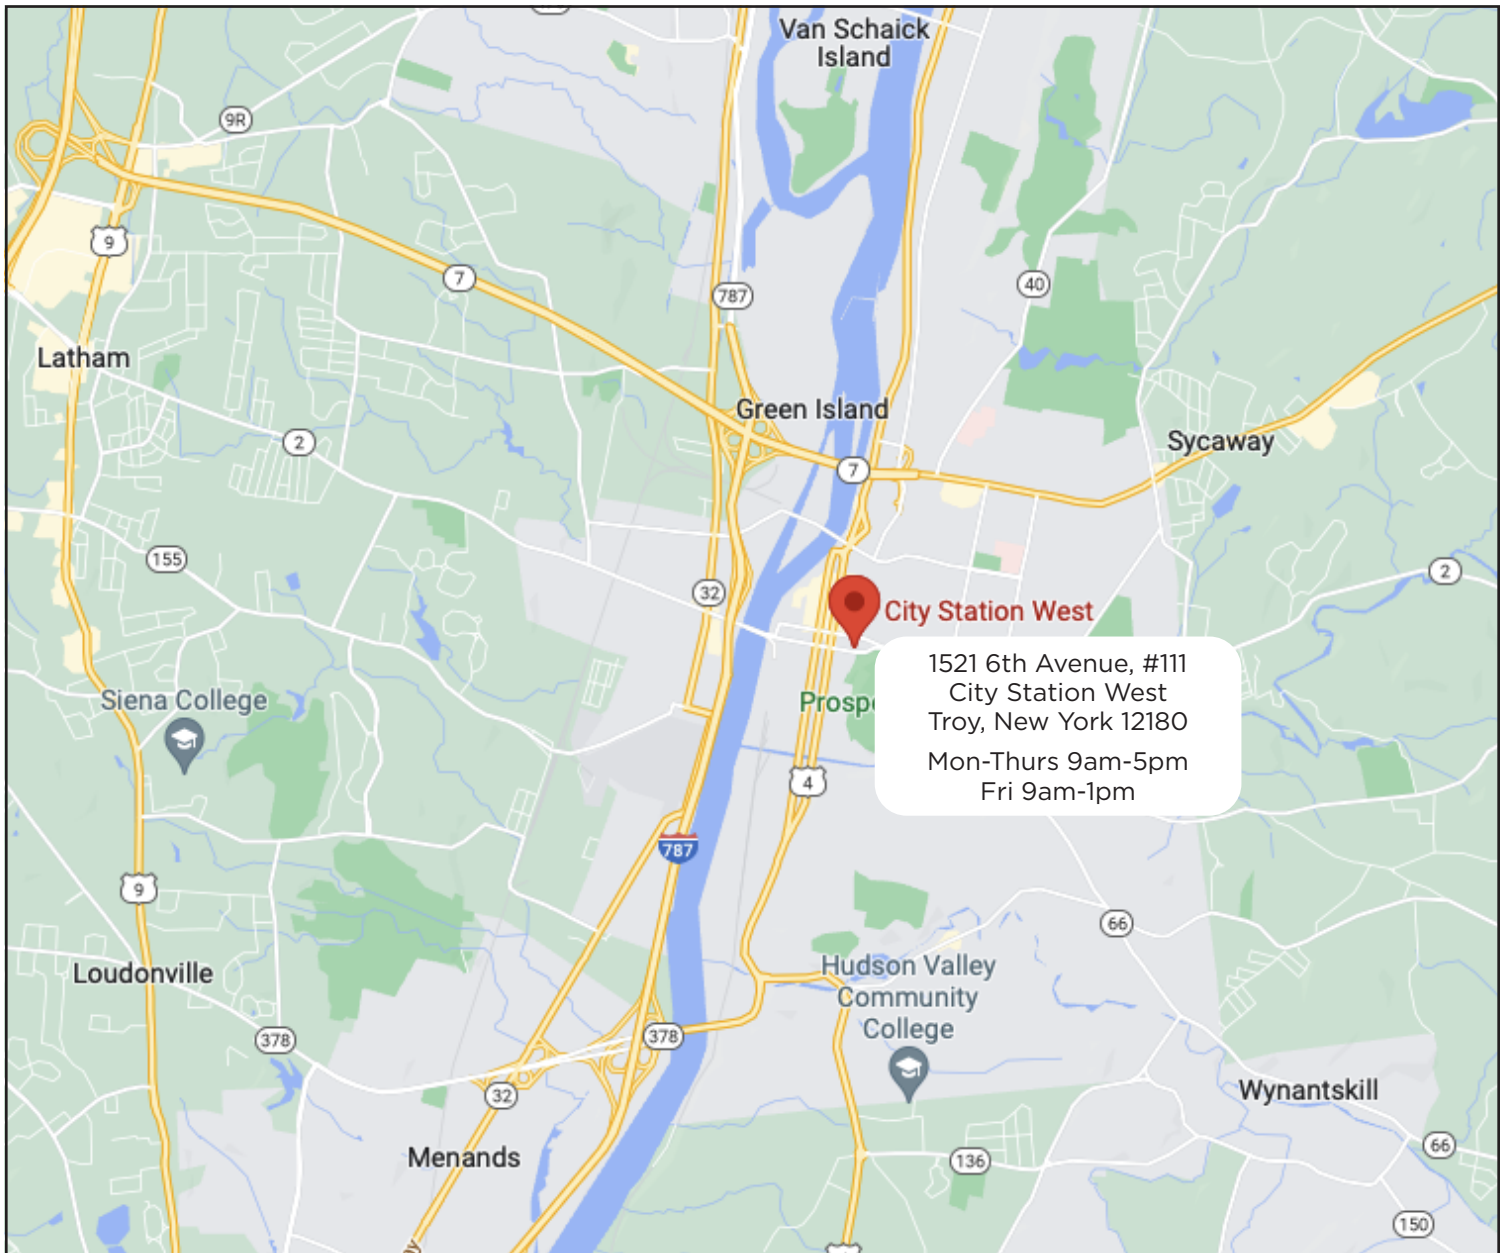 Van Schaick
Island
9R
9
7
787
40
Latham
Green Island
2
7
Sycaway
155
32
2
City Station West
1521 6th Avenue, #111
City Station West
Troy, New York 12180
Mon-Thurs 9am-5pm
Fri 9am-1pm
Siena College
4
787
9
66
Loudonville
Hudson Valley
Community
College
378
378
32
Wynantskill
Menands
136
66
150